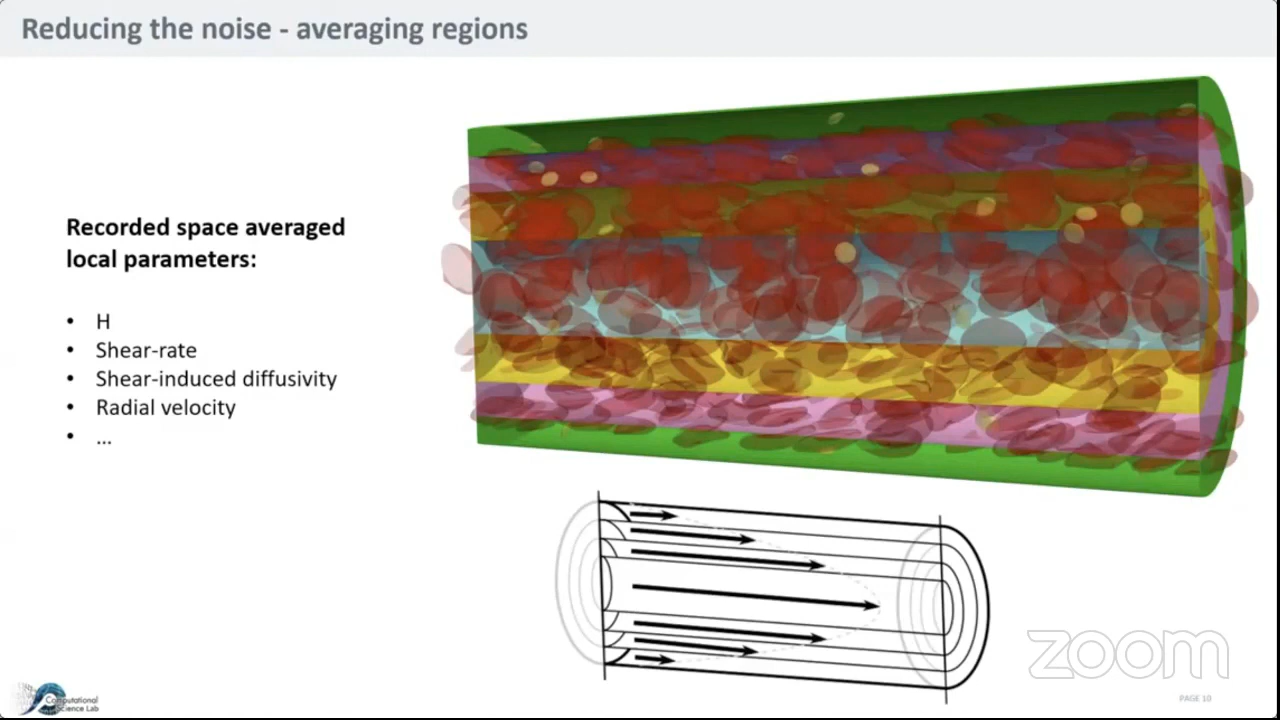 Reducing the noise - averaging regions
Recorded space averaged
local parameters:
• H
• Shear-rate
• Shear-induced diffusivity
• Radial velocity
• ...
zoom
Computational
Science Lab
PAGE 10